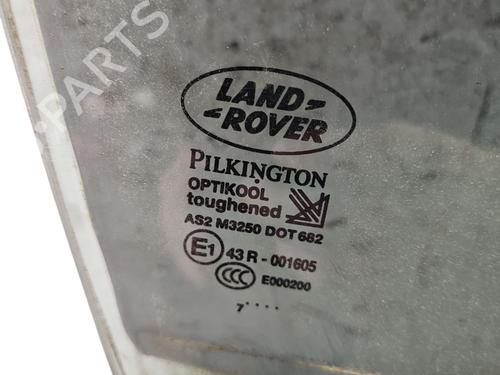 PARTS
LAND-
ROVER
PILKINGTON
OPTIKOOL
toughened
AS2 M3250 DOT 682
E1 43 R - 001605
CCC E000200
7 ....